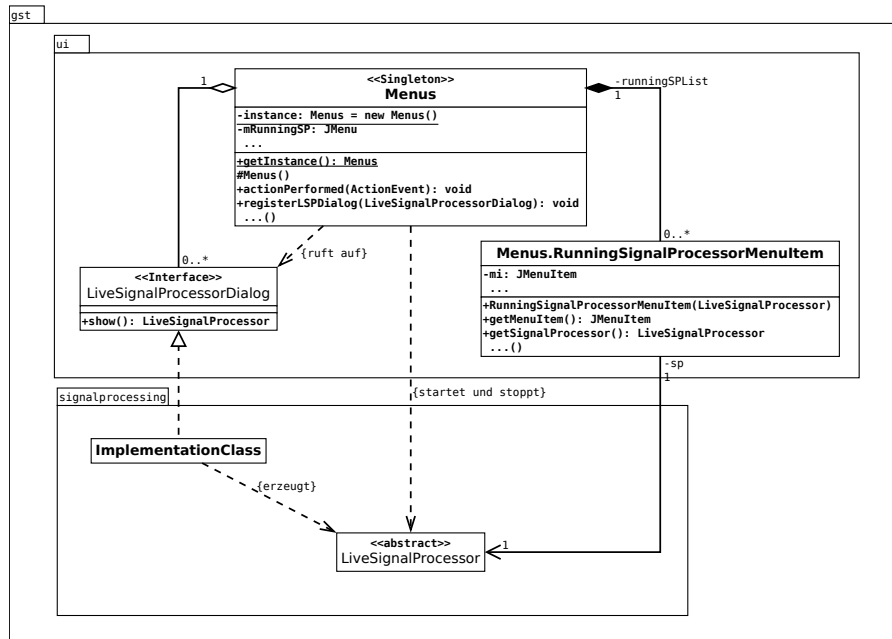 gst
ui
<<Singleton>>
Menus
-instance: Menus = new Menus()
-mRunningSP: JMenu
...
+getInstance(): Menus
#Menus()
+actionPerformed(ActionEvent): void
+registerLSPDialog(LiveSignalProcessorDialog): void
...()
1
-runningSPList
1
{ruft auf}
0..*
0..*
<<Interface>>
LiveSignalProcessorDialog
+show(): LiveSignalProcessor
Menus.RunningSignalProcessorMenuItem
-mi: JMenuItem
...
+RunningSignalProcessorMenuItem(LiveSignalProcessor)
+getMenuItem(): JMenuItem
+getSignalProcessor(): LiveSignalProcessor
...()
-sp
1
{startet und stoppt}
signalprocessing
ImplementationClass
{erzeugt}
<<abstract>>
LiveSignalProcessor
1